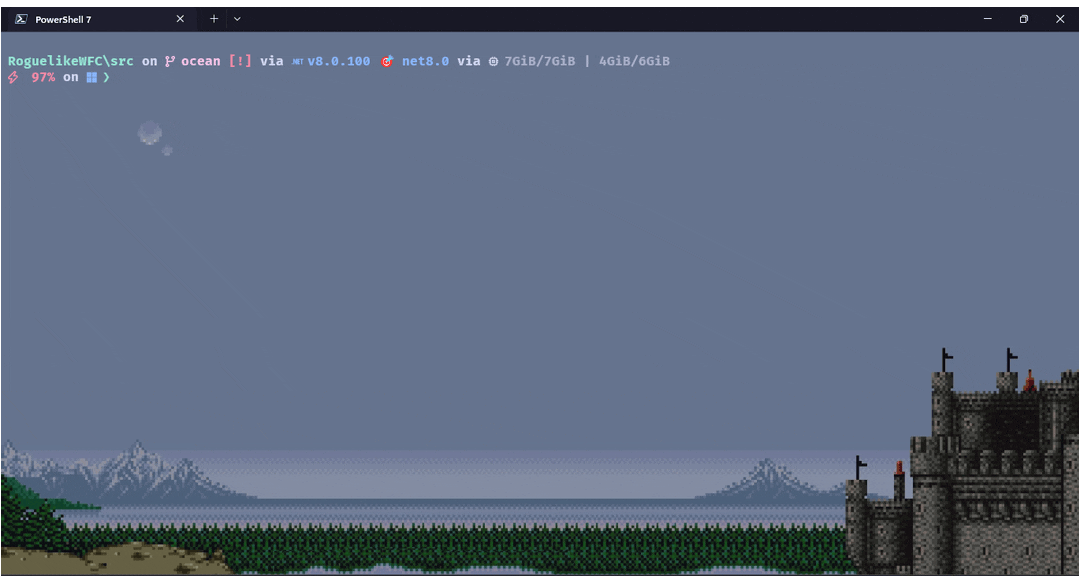 PowerShell 7
RoguelikeWFC\src on ocean [!] via .NET v8.0.100 🎯 net8.0 via 7GiB/7GiB | 4GiB/6GiB
97% on ❯